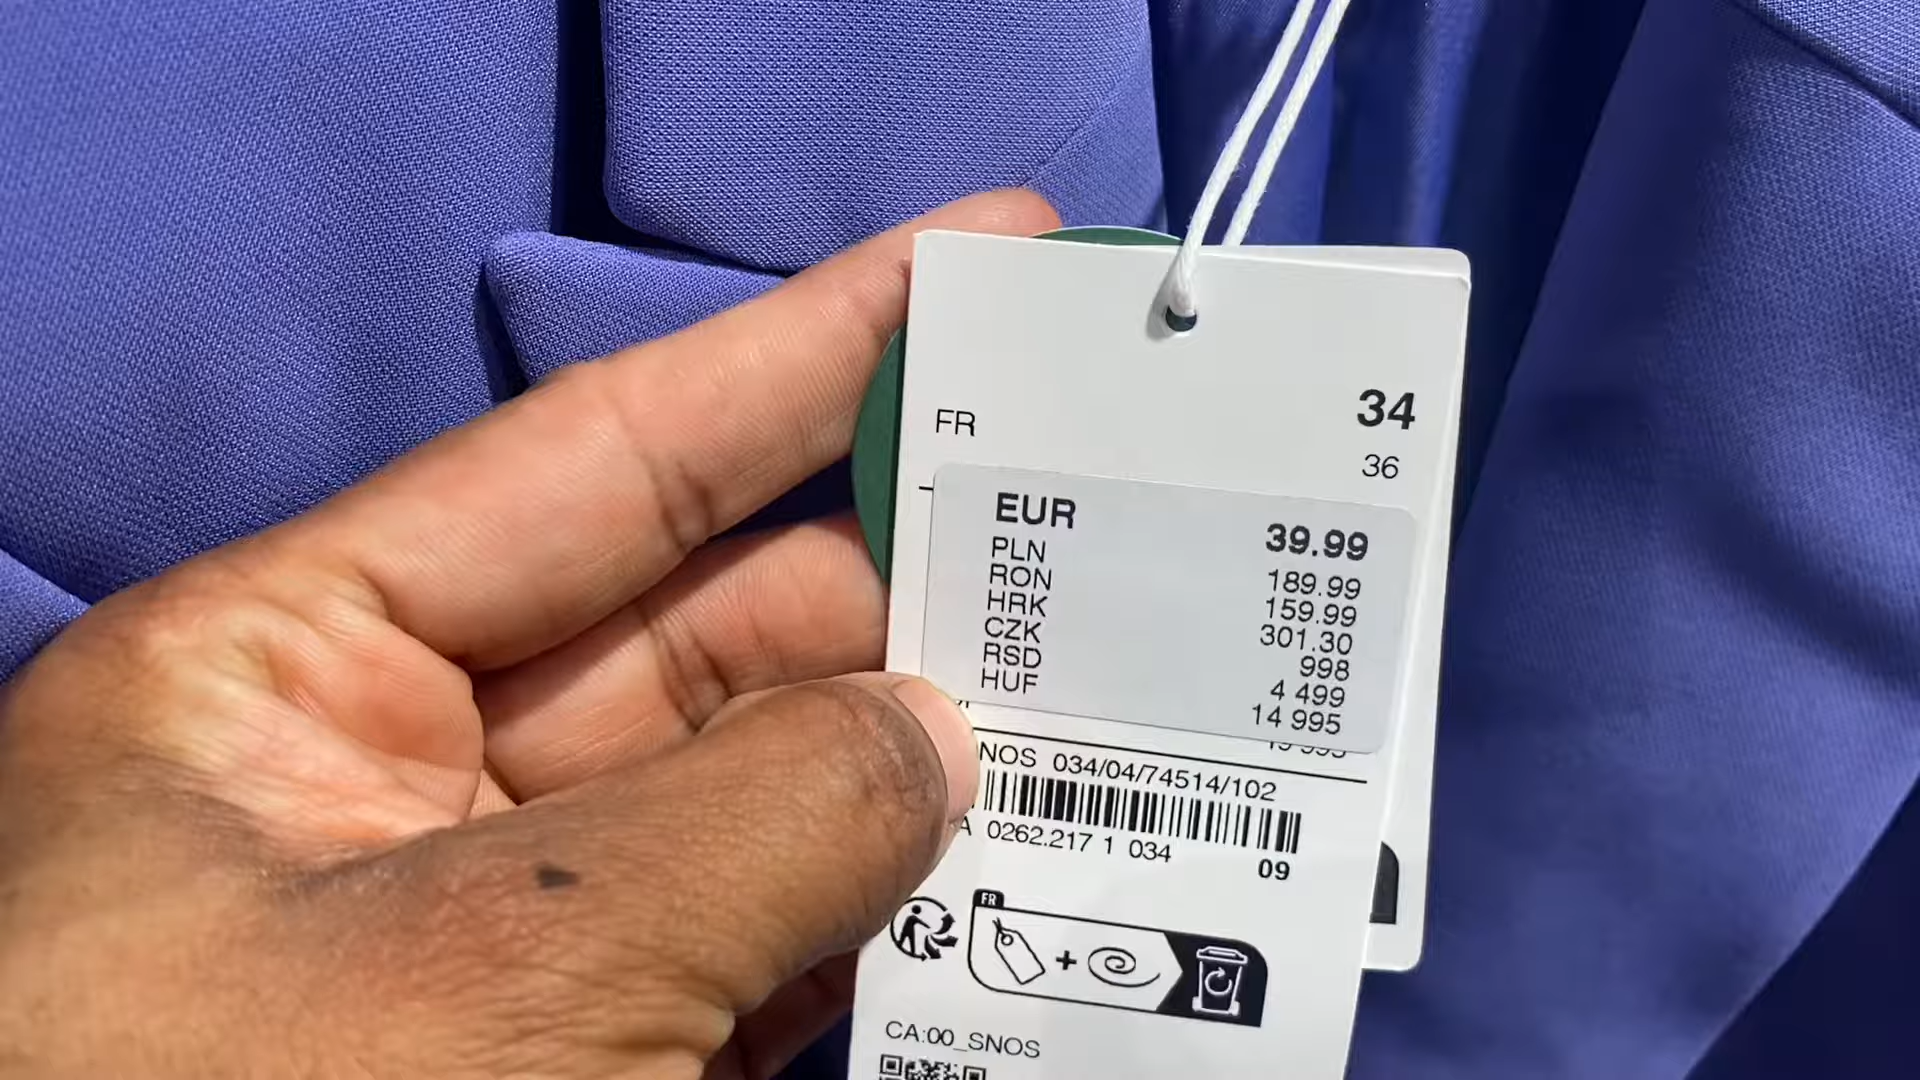 34
FR 36
EUR 39.99
PLN 189.99
RON 159.99
HRK 301.30
CZK 998
RSD 4 499
HUF 14 995
SNOS 034/04/74514/102
A 0262.217 1 034
09
FR
+
CA:00_SNOS